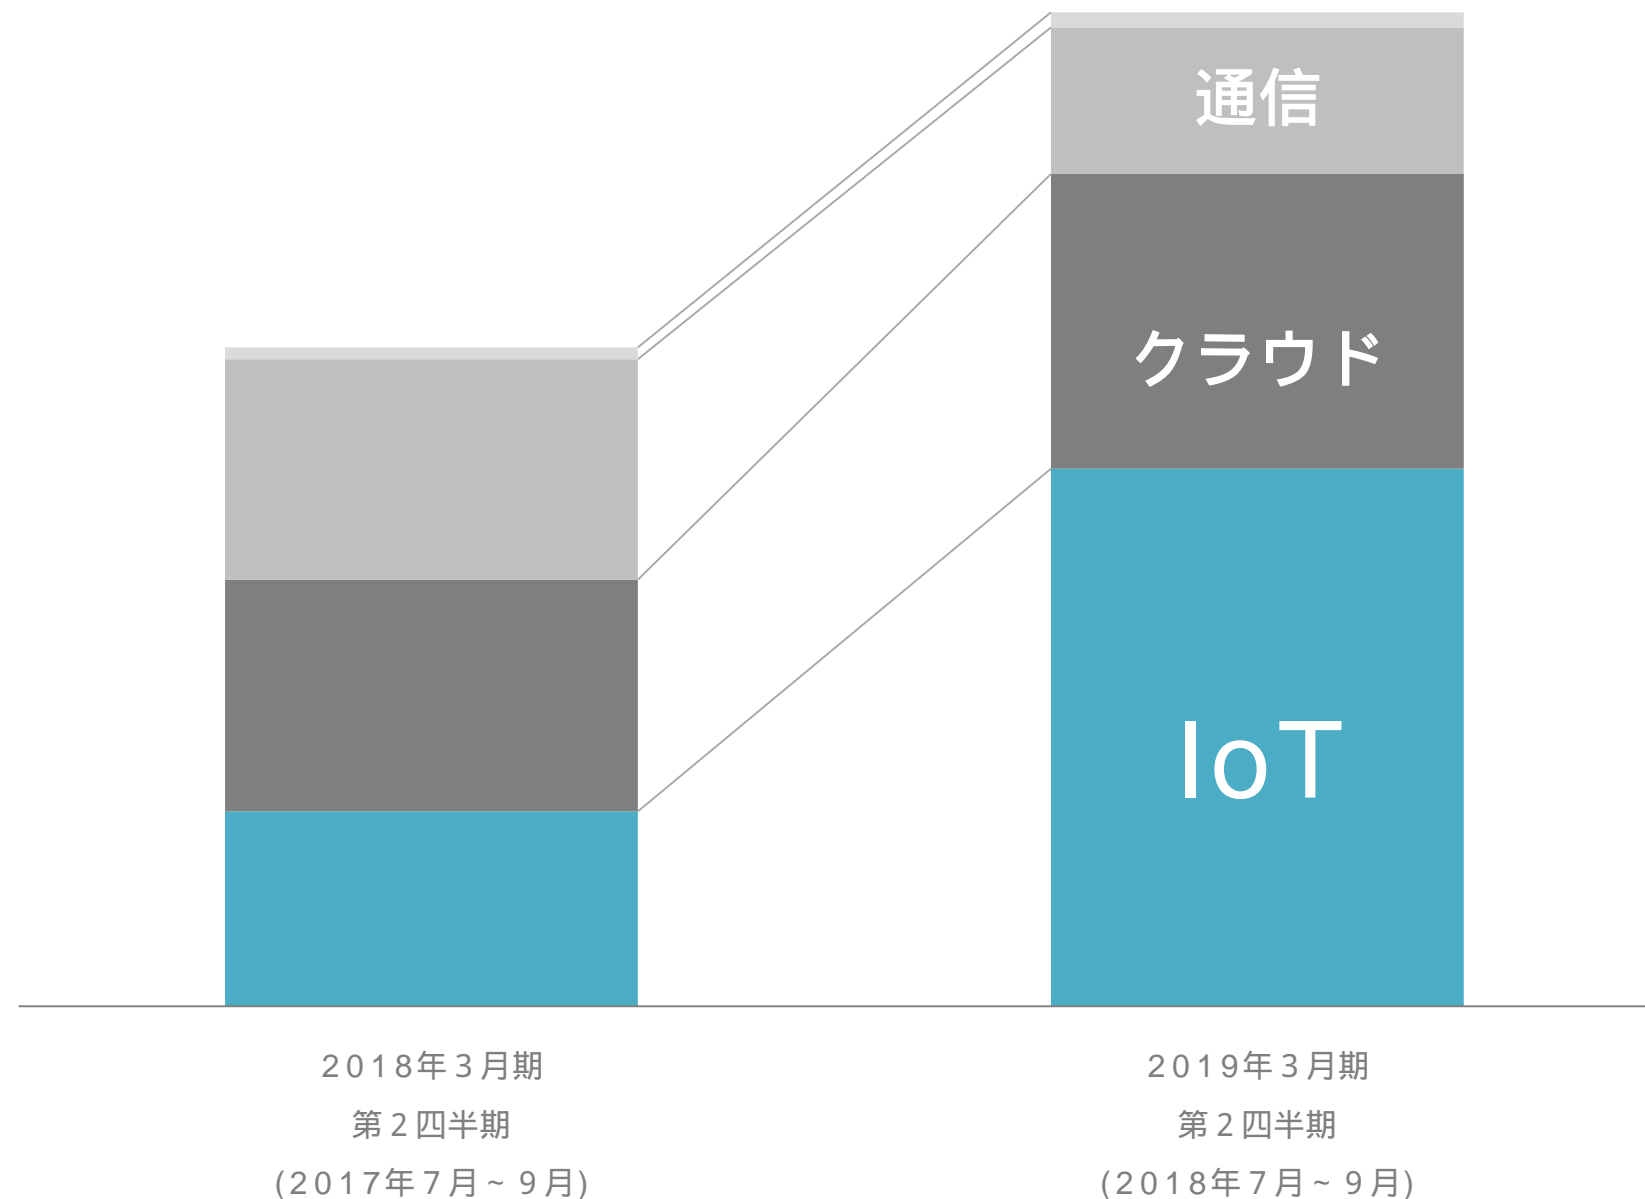 通信
クラウド
IoT
2018年3月期
第2四半期
(2017年7月~9月)
2019年3月期
第2四半期
(2018年7月~9月)